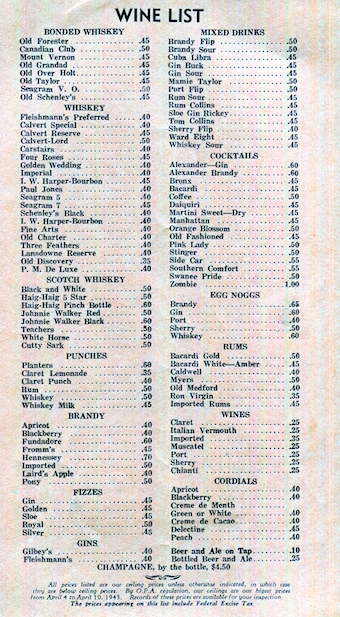 WINE LIST
BONDED WHISKEY
Old Forester .45
Canadian Club .50
Mount Vernon .45
Old Grandad .45
Old Over Holt .45
Old Taylor .45
Seagram V. O. .50
Old Schenley's .45
WHISKEY
Fleishmann's Preferred .40
Calvert Special .40
Calvert Reserve .45
Calvert-Lord .50
Carstairs .40
Four Roses .45
Golden Wedding .40
Imperial .40
I. W. Harper-Bourbon .45
Paul Jones .40
Seagram 5 .40
Seagram 7 .45
Schenley's Black .40
I. W. Harper-Bourbon .45
Fine Arts .40
Old Charter .40
Three Feathers .40
Lansdowne Reserve .40
Old Discovery .35
P. M. De Luxe .40
SCOTCH WHISKEY
Black and White .50
Haig-Haig 5 Star .50
Haig-Haig Pinch Bottle .60
Johnnie Walker Red .50
Johnnie Walker Black .60
Teachers .50
White Horse .50
Cutty Sark .50
PUNCHES
Planters .60
Claret Lemonade .35
Claret Punch .40
Rum .50
Whiskey .50
Whiskey Milk .45
BRANDY
Apricot .40
Blackberry .40
Fundadore .60
Fromm's .45
Hennessey .70
Imported .50
Laird's Apple .40
Pony .50
FIZZES
Gin .45
Golden .45
Sloe .45
Royal .50
Silver .45
GINS
Gilbey's .40
Fleishmann's .40
MIXED DRINKS
Brandy Flip .50
Brandy Sour .50
Cuba Libra .45
Gin Buck .45
Gin Sour .45
Mamie Taylor .50
Port Flip .50
Rum Sour .45
Rum Collins .45
Sloe Gin Rickey .45
Tom Collins .45
Sherry Flip .40
Ward Eight .45
Whiskey Sour .45
COCKTAILS
Alexander—Gin .60
Alexander Brandy .60
Bronx .45
Bacardi .45
Coffee .50
Daiquiri .45
Martini Sweet—Dry .45
Manhattan .45
Orange Blossom .50
Old Fashioned .45
Pink Lady .50
Stinger .50
Side Car .55
Southern Comfort .55
Swanee Pride .50
Zombie 1.00
EGG NOGGS
Brandy .65
Gin .60
Port .40
Sherry .50
Whiskey .60
RUMS
Bacardi Gold .50
Bacardi White—Amber .45
Caldwell .40
Myers .50
Old Medford .40
Ron Virgin .35
Imported Rums .45
WINES
Claret .25
Italian Vermouth .25
Imported .35
Muscatel .25
Port .25
Sherry .25
Chianti .25
CORDIALS
Apricot .40
Blackberry .40
Creme de Menth
Green or White .40
Creme de Cacao .40
Delectine .45
Peach .40
Beer and Ale on Tap .10
Bottled Beer and Ale .25
CHAMPAGNE, by the bottle, $4.50
All prices listed are our ceiling prices unless otherwise indicated, in which case
they are below ceiling prices. By O.P.A. regulation, our ceilings are our higest prices
from April 4 to April 10, 1943. Records of these prices are available for your inspection.
The prices appearing on this list include Federal Excise Tax